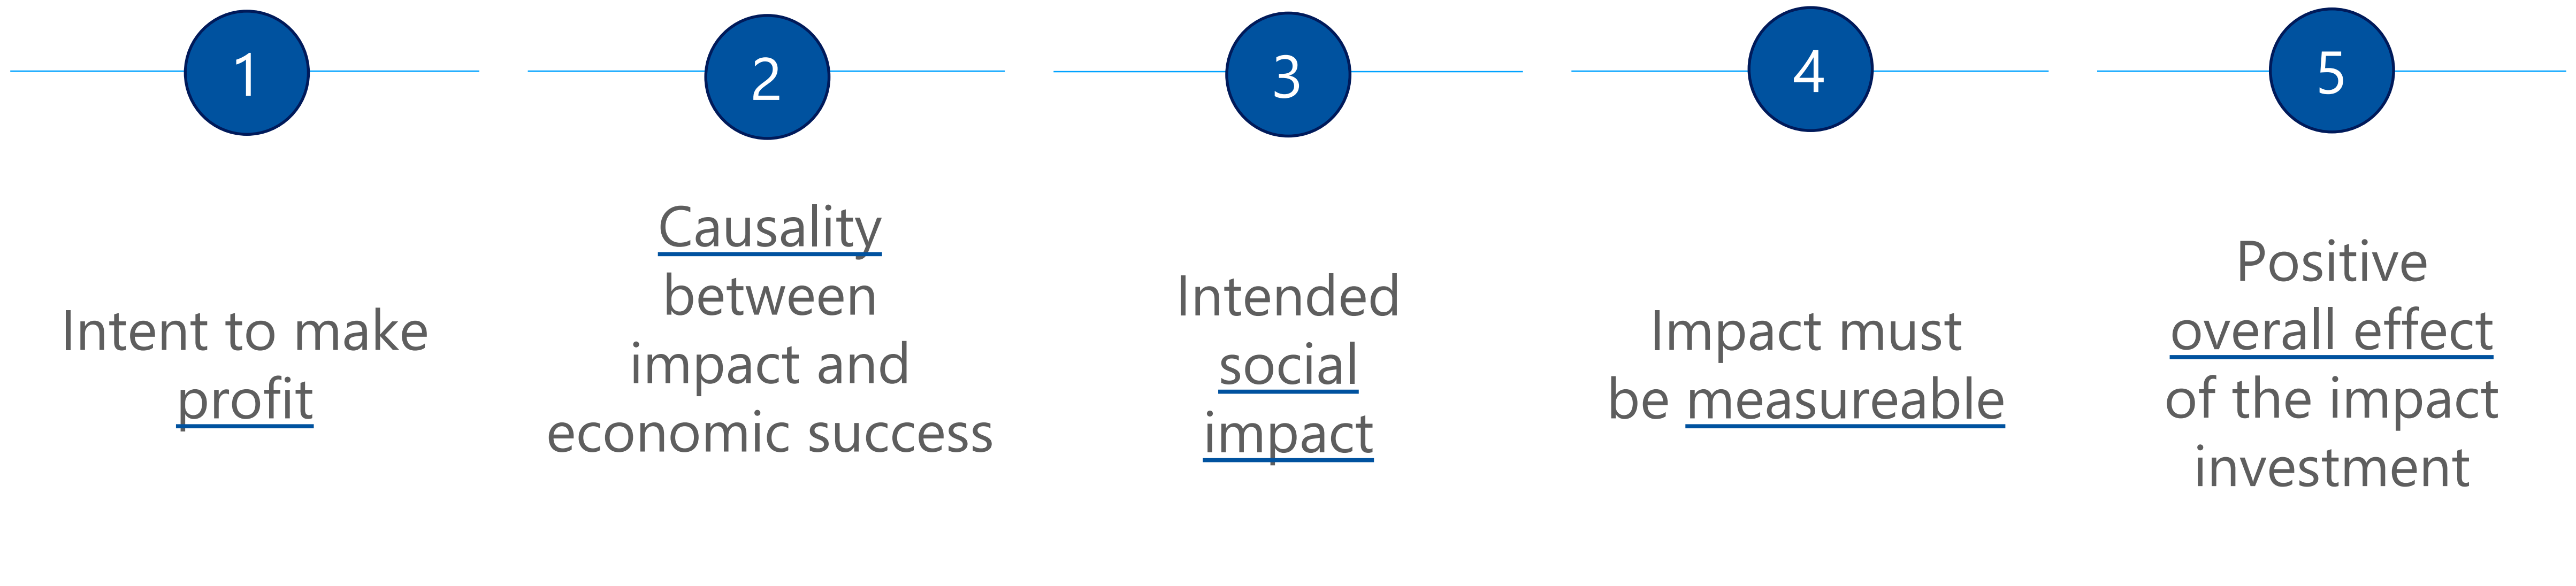 1
Intent to make
profit
2
Causality
between
impact and
economic success
3
Intended
social
impact
4
Impact must
be measureable
5
Positive
overall effect
of the impact
investment